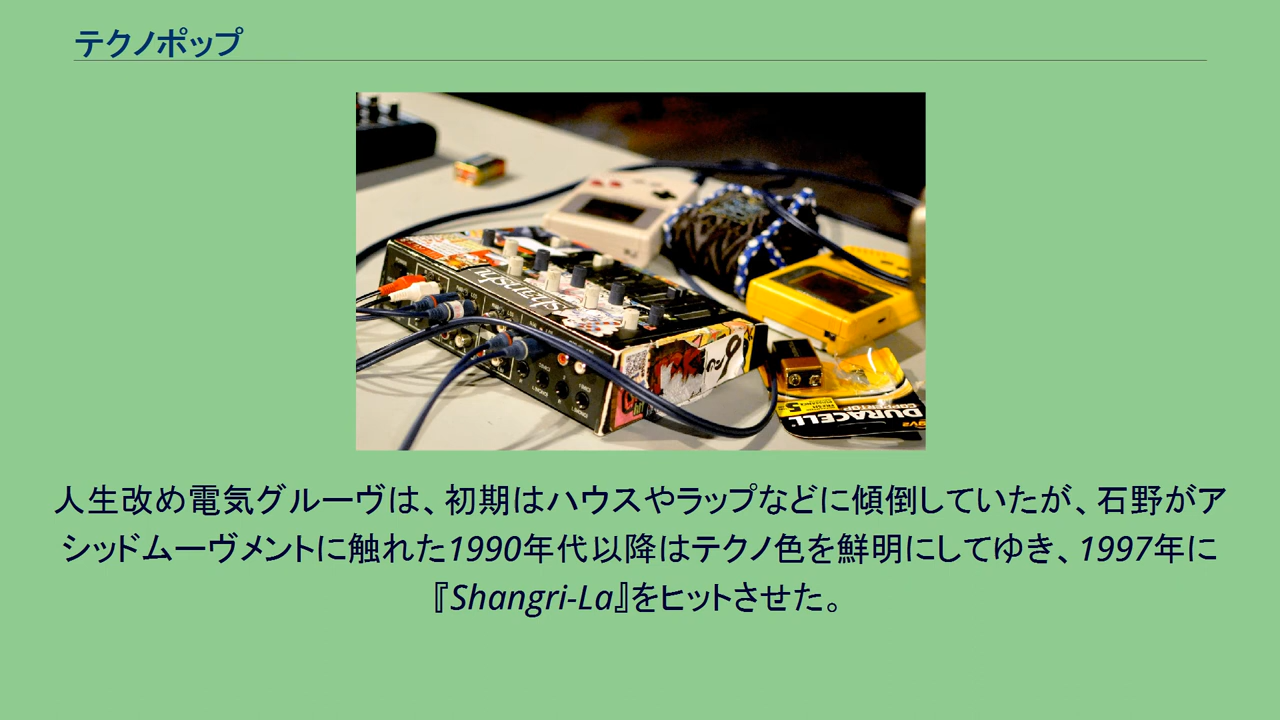 テクノポップ
shanshi
DURACELL
COPPERTOP
人生改め電気グルーヴは、初期はハウスやラップなどに傾倒していたが、石野がア
シッドムーヴメントに触れた1990年代以降はテクノ色を鮮明にしてゆき、1997年に
『Shangri-La』をヒットさせた。